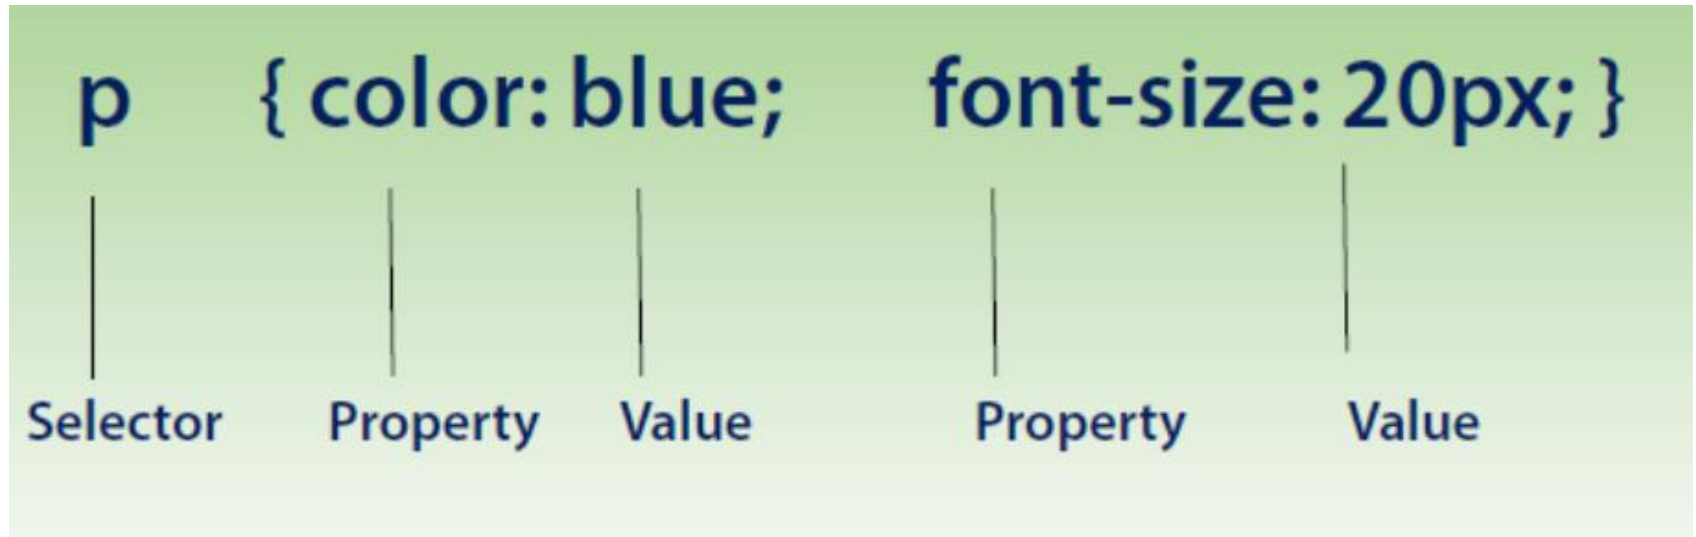 p { color: blue; font-size: 20px; }
Selector Property Value Property Value